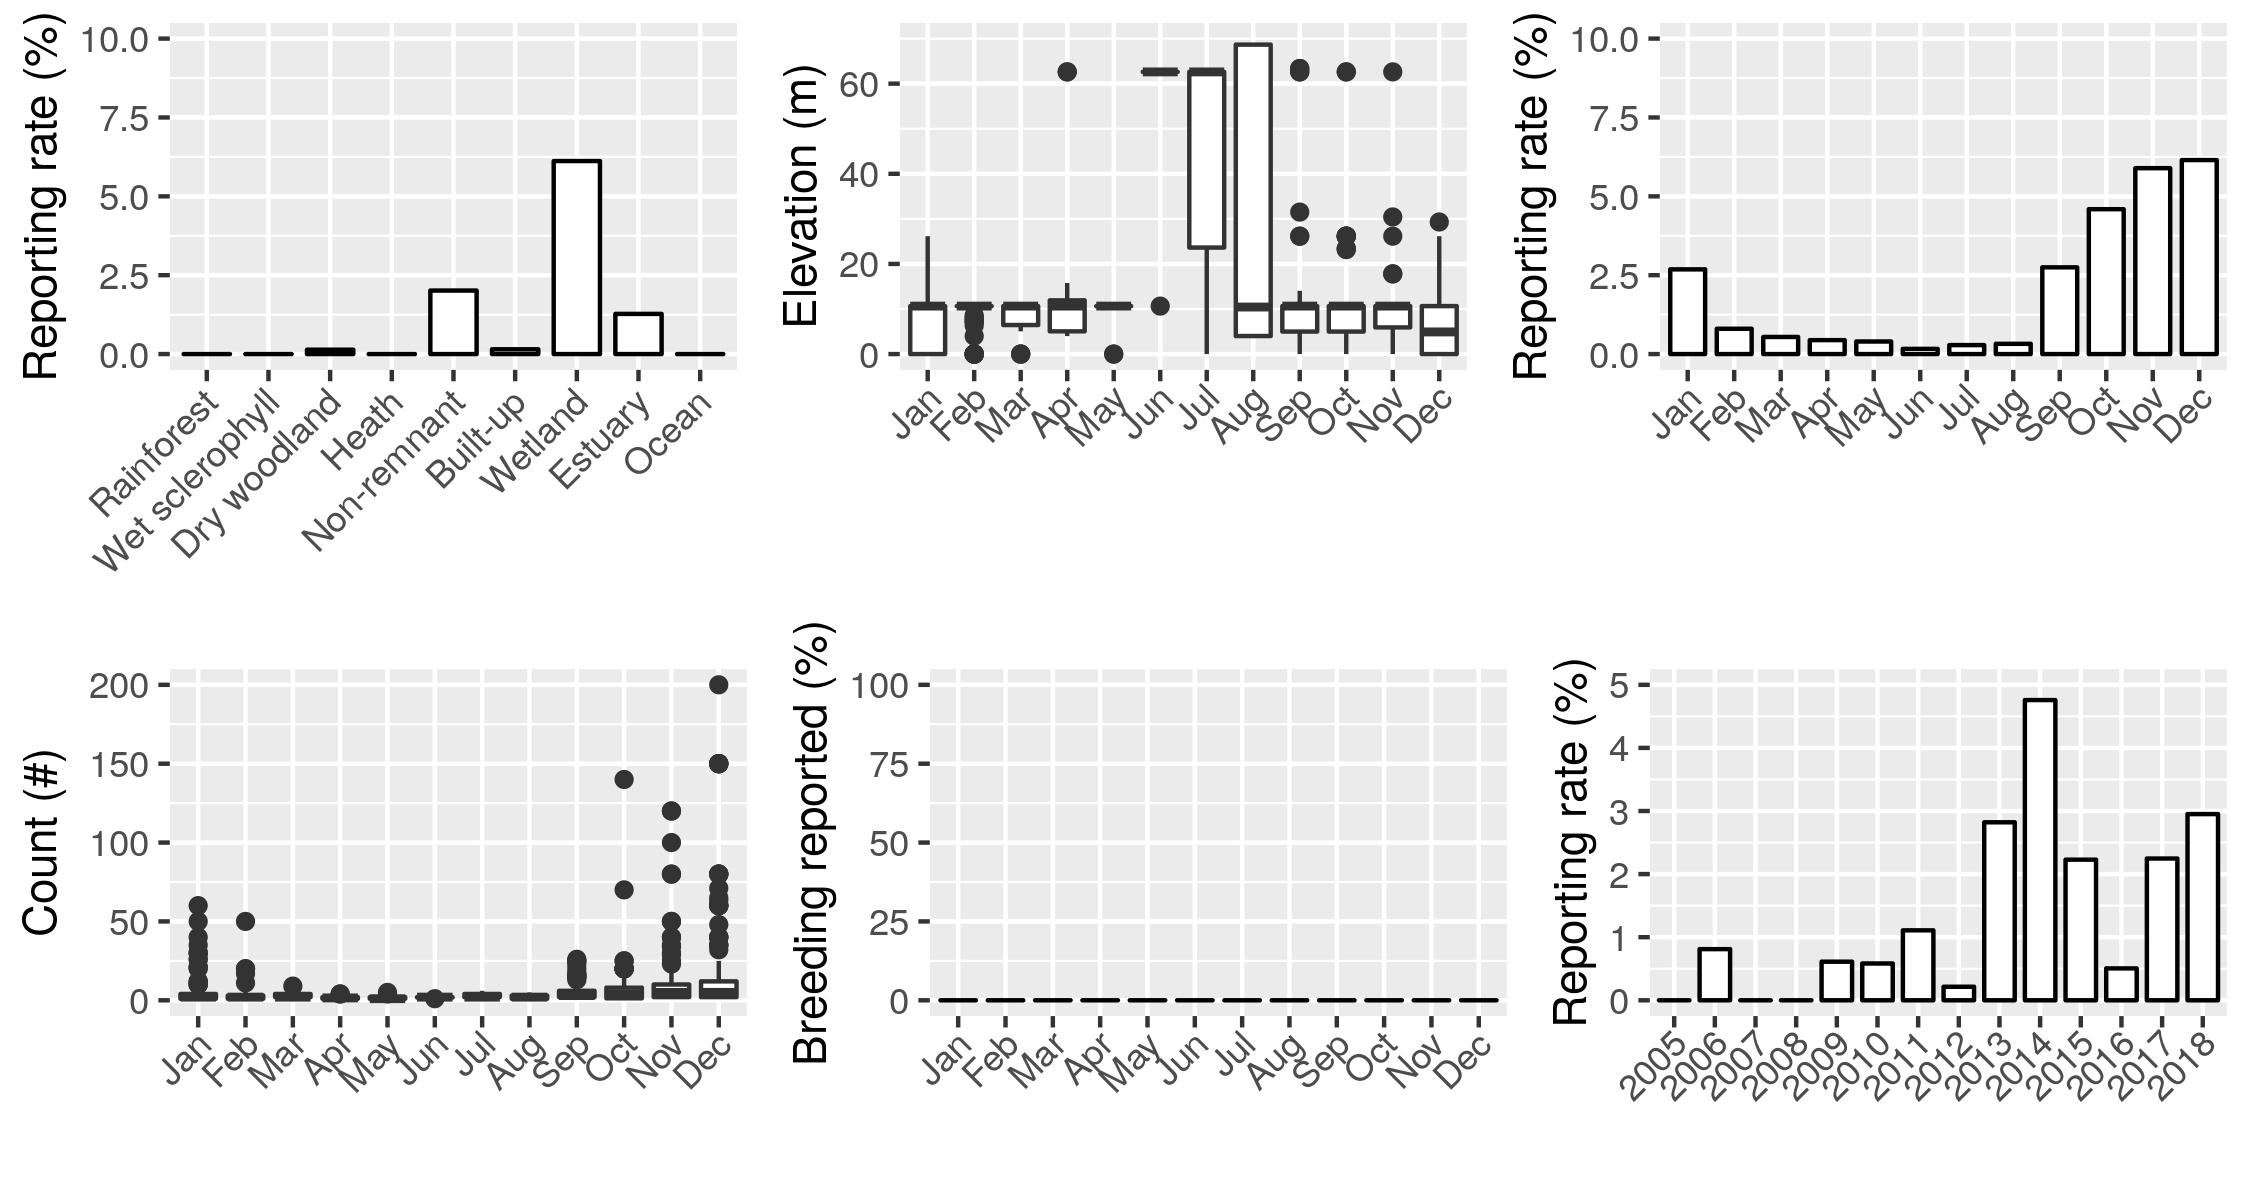 Reporting rate (%)
10.0
7.5
5.0
2.5
0.0
Rainforest
Wet sclerophyll
Dry woodland
Heath
Non-remnant
Built-up
Wetland
Estuary
Ocean
Elevation (m)
60
40
20
0
Jan
Feb
Mar
Apr
May
Jun
Jul
Aug
Sep
Oct
Nov
Dec
Reporting rate (%)
10.0
7.5
5.0
2.5
0.0
Jan
Feb
Mar
Apr
May
Jun
Jul
Aug
Sep
Oct
Nov
Dec
Count (#)
200
150
100
50
0
Jan
Feb
Mar
Apr
May
Jun
Jul
Aug
Sep
Oct
Nov
Dec
Breeding reported (%)
100
75
50
25
0
Jan
Feb
Mar
Apr
May
Jun
Jul
Aug
Sep
Oct
Nov
Dec
Reporting rate (%)
5
4
3
2
1
0
2005
2006
2007
2008
2009
2010
2011
2012
2013
2014
2015
2016
2017
2018